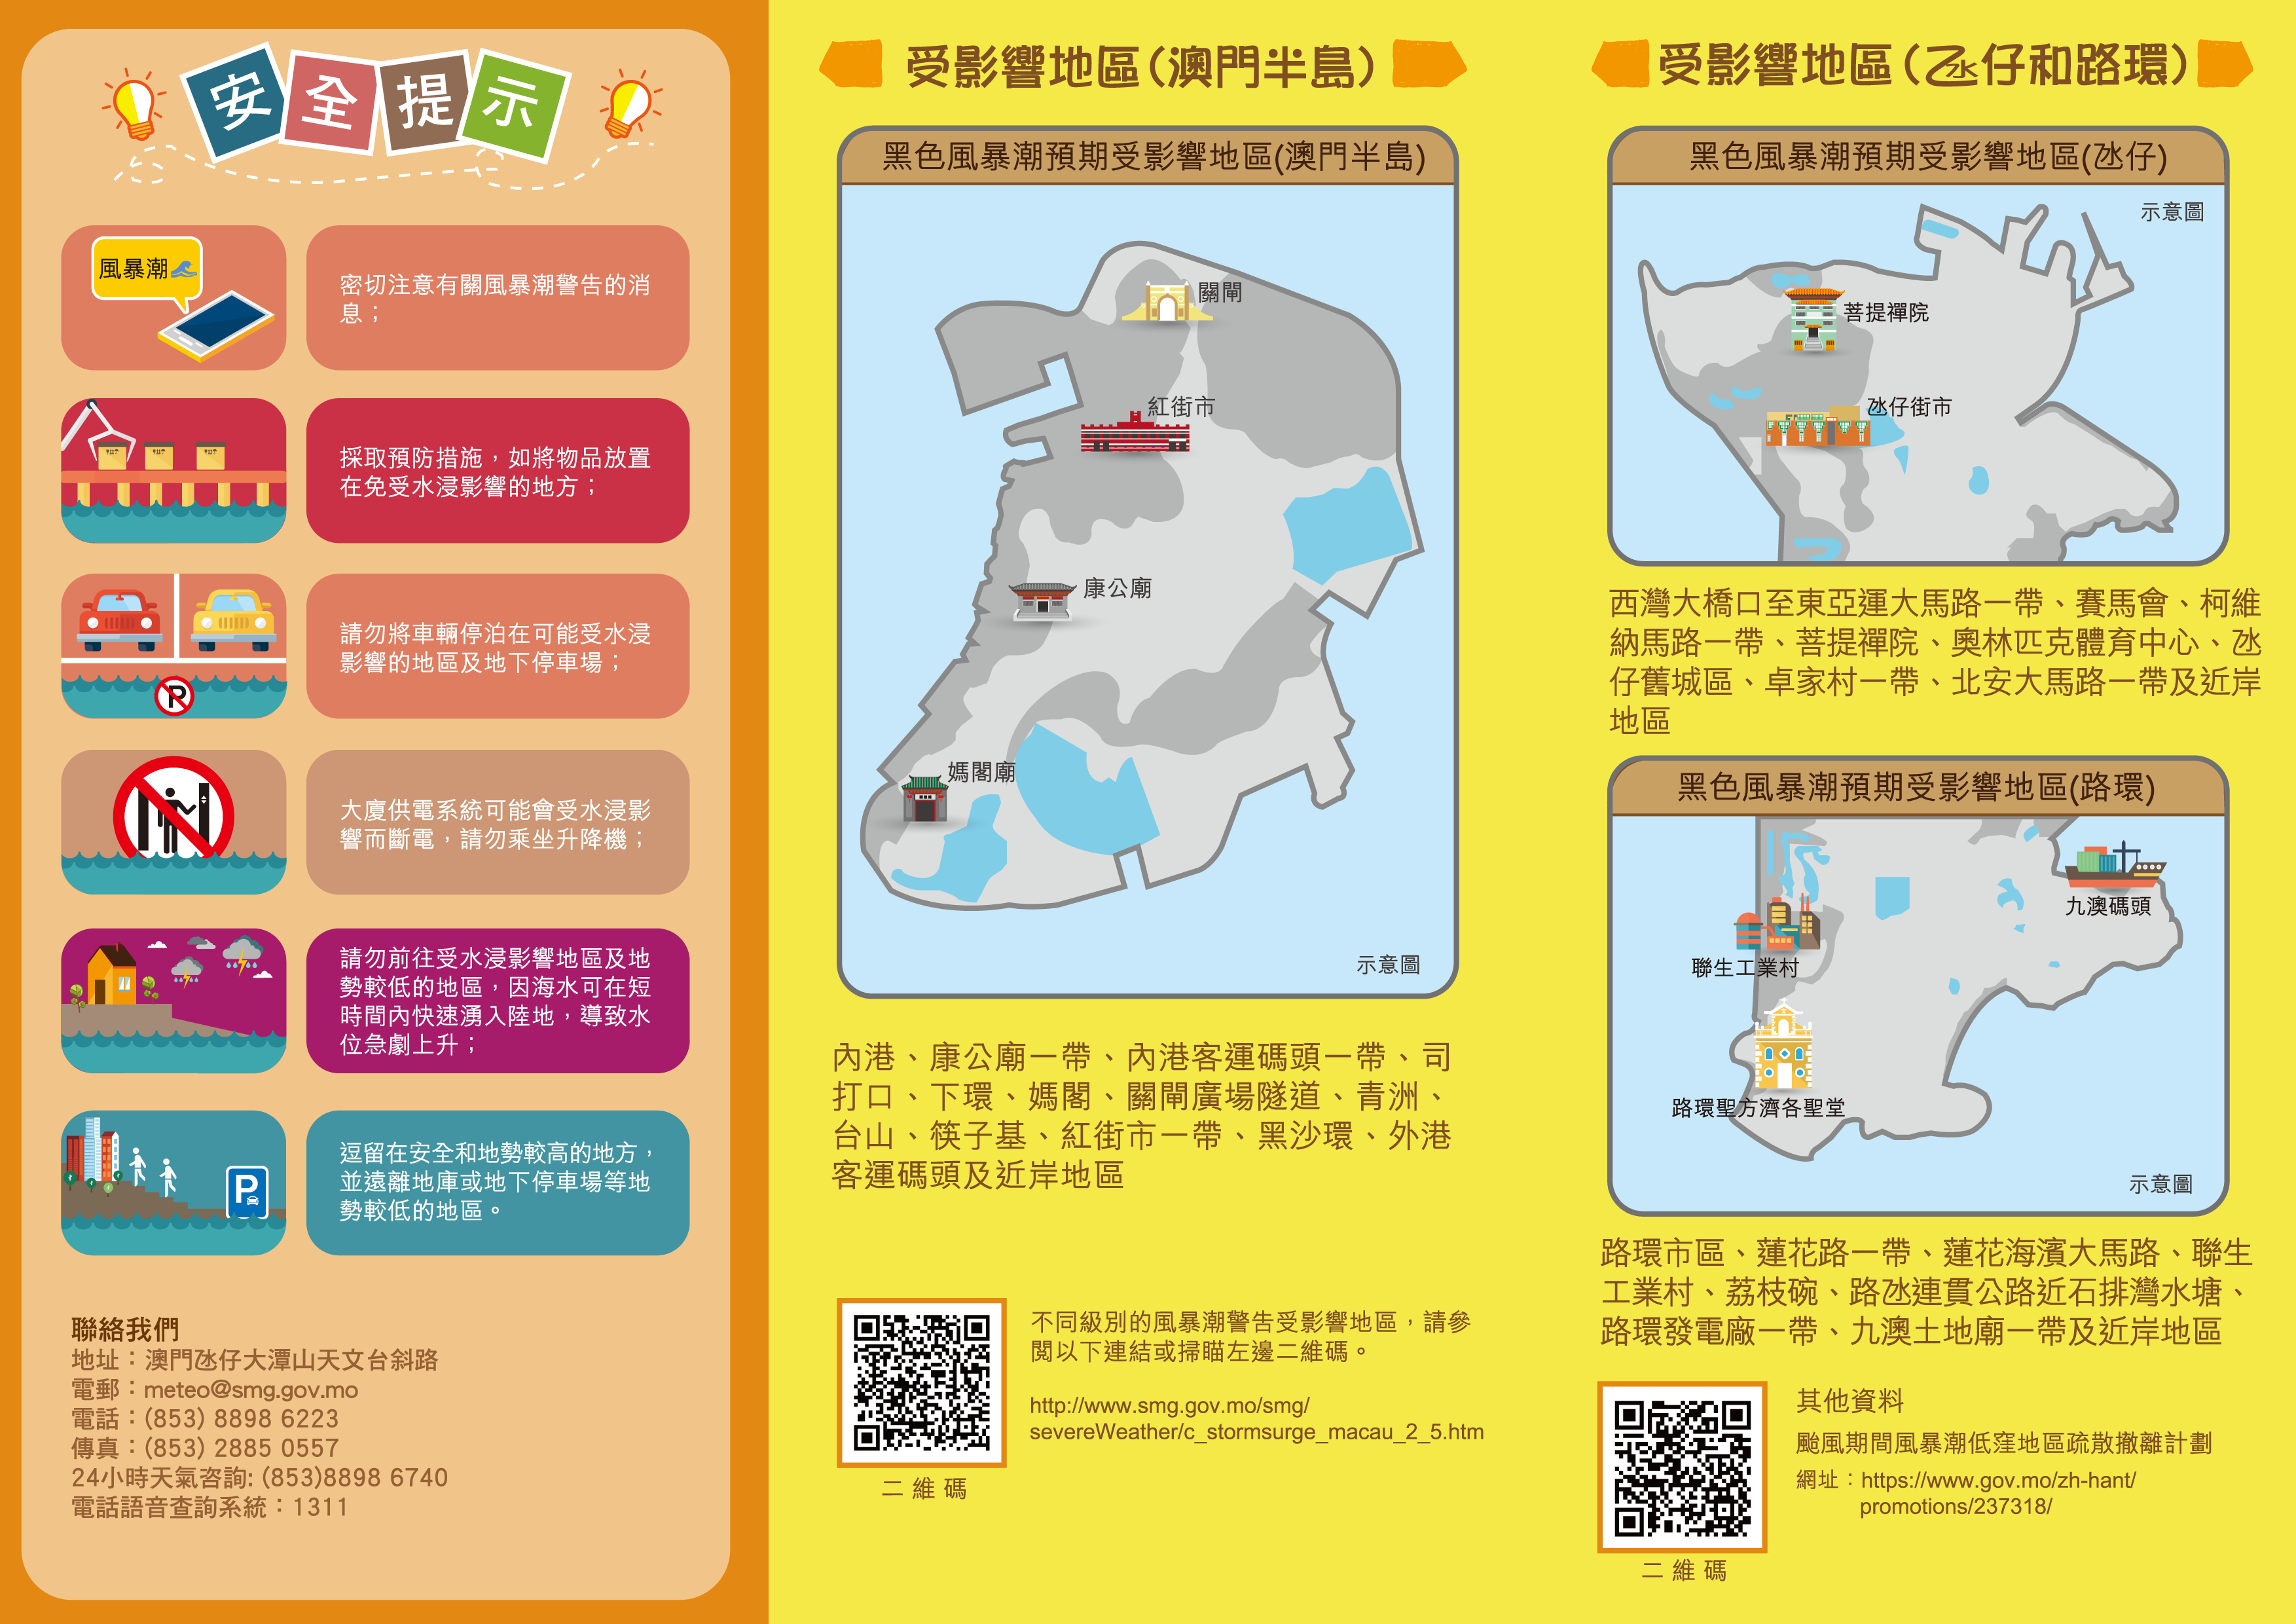 安全提示
風暴潮
密切注意有關風暴潮警告的消
息；
採取預防措施，如將物品放置
在免受水浸影響的地方；
請勿將車輛停泊在可能受水浸
影響的地區及地下停車場；
P
大廈供電系統可能會受水浸影
響而斷電，請勿乘坐升降機；
請勿前往受水浸影響地區及地
勢較低的地區，因海水可在短
時間內快速湧入陸地，導致水
位急劇上升；
逗留在安全和地勢較高的地方，
並遠離地庫或地下停車場等地
勢較低的地區。
P
聯絡我們
地址：澳門氹仔大潭山天文台斜路
電郵：meteo@smg.gov.mo
電話：(853) 8898 6223
傳真：(853) 2885 0557
24小時天氣咨詢: (853)8898 6740
電話語音查詢系統：1311
受影響地區(澳門半島)
黑色風暴潮預期受影響地區(澳門半島)
關閘
紅街市
康公廟
媽閣廟
示意圖
內港、康公廟一帶、內港客運碼頭一帶、司
打口、下環、媽閣、關閘廣場隧道、青洲、
台山、筷子基、紅街市一帶、黑沙環、外港
客運碼頭及近岸地區
不同級別的風暴潮警告受影響地區，請參
閱以下連結或掃瞄左邊二維碼。
http://www.smg.gov.mo/smg/
severeWeather/c_stormsurge_macau_2_5.htm
二維碼
受影響地區(氹仔和路環)
黑色風暴潮預期受影響地區(氹仔)
示意圖
菩提禪院
氹仔街市
西灣大橋口至東亞運大馬路一帶、賽馬會、柯維
納馬路一帶、菩提禪院、奧林匹克體育中心、氹
仔舊城區、卓家村一帶、北安大馬路一帶及近岸
地區
黑色風暴潮預期受影響地區(路環)
九澳碼頭
聯生工業村
路環聖方濟各聖堂
示意圖
路環市區、蓮花路一帶、蓮花海濱大馬路、聯生
工業村、荔枝碗、路氹連貫公路近石排灣水塘、
路環發電廠一帶、九澳土地廟一帶及近岸地區
其他資料
颱風期間風暴潮低窪地區疏散撤離計劃
網址：https://www.gov.mo/zh-hant/
promotions/237318/
二維碼